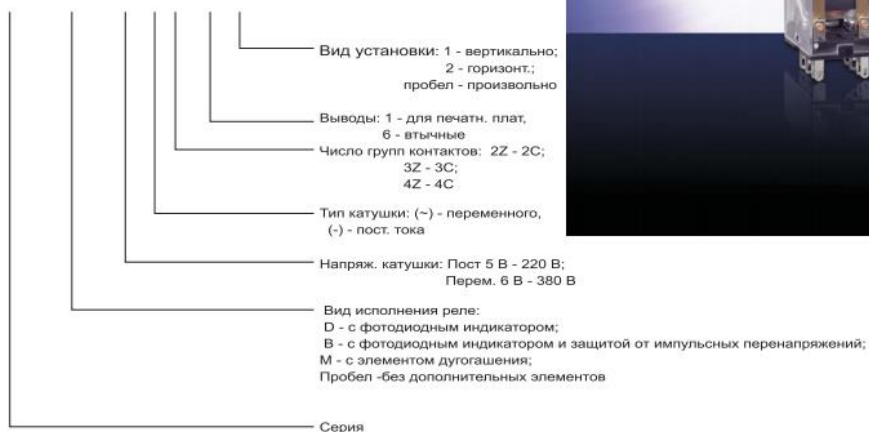 Вид установки: 1 - вертикально;
2 - горизонт.;
пробел - произвольно
Выводы: 1 - для печатн. плат,
6 - втычные
Число групп контактов: 2Z - 2C;
3Z - 3C;
4Z - 4C
Тип катушки: (~) - переменного,
(-) - пост. тока
Напряж. катушки: Пост 5 В - 220 В;
Перем. 6 В - 380 В
Вид исполнения реле:
D - с фотодиодным индикатором;
B - с фотодиодным индикатором и защитой от импульсных перенапряжений;
M - с элементом дугогашения;
Пробел -без дополнительных элементов
Серия